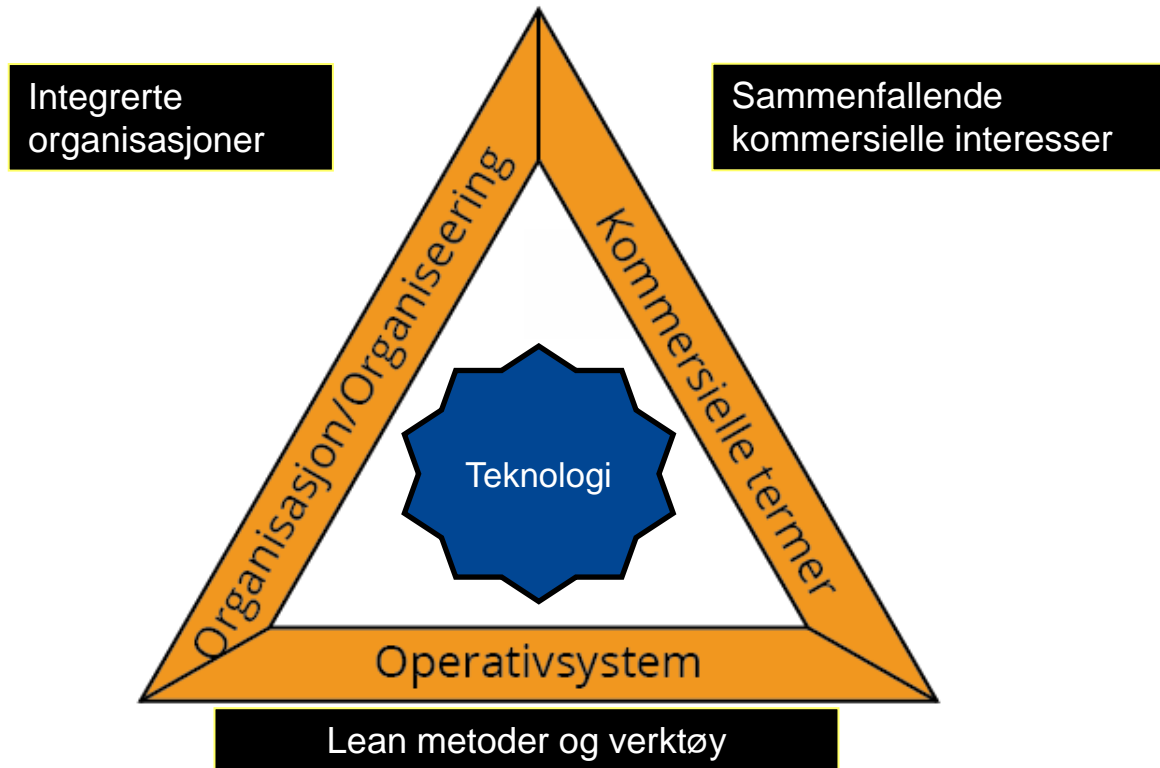 Integrerte
organisasjoner
Sammenfallende
kommersielle interesser
Organisasjon/Organiseering
Kommersielle termer
Teknologi
Operativsystem
Lean metoder og verktøy